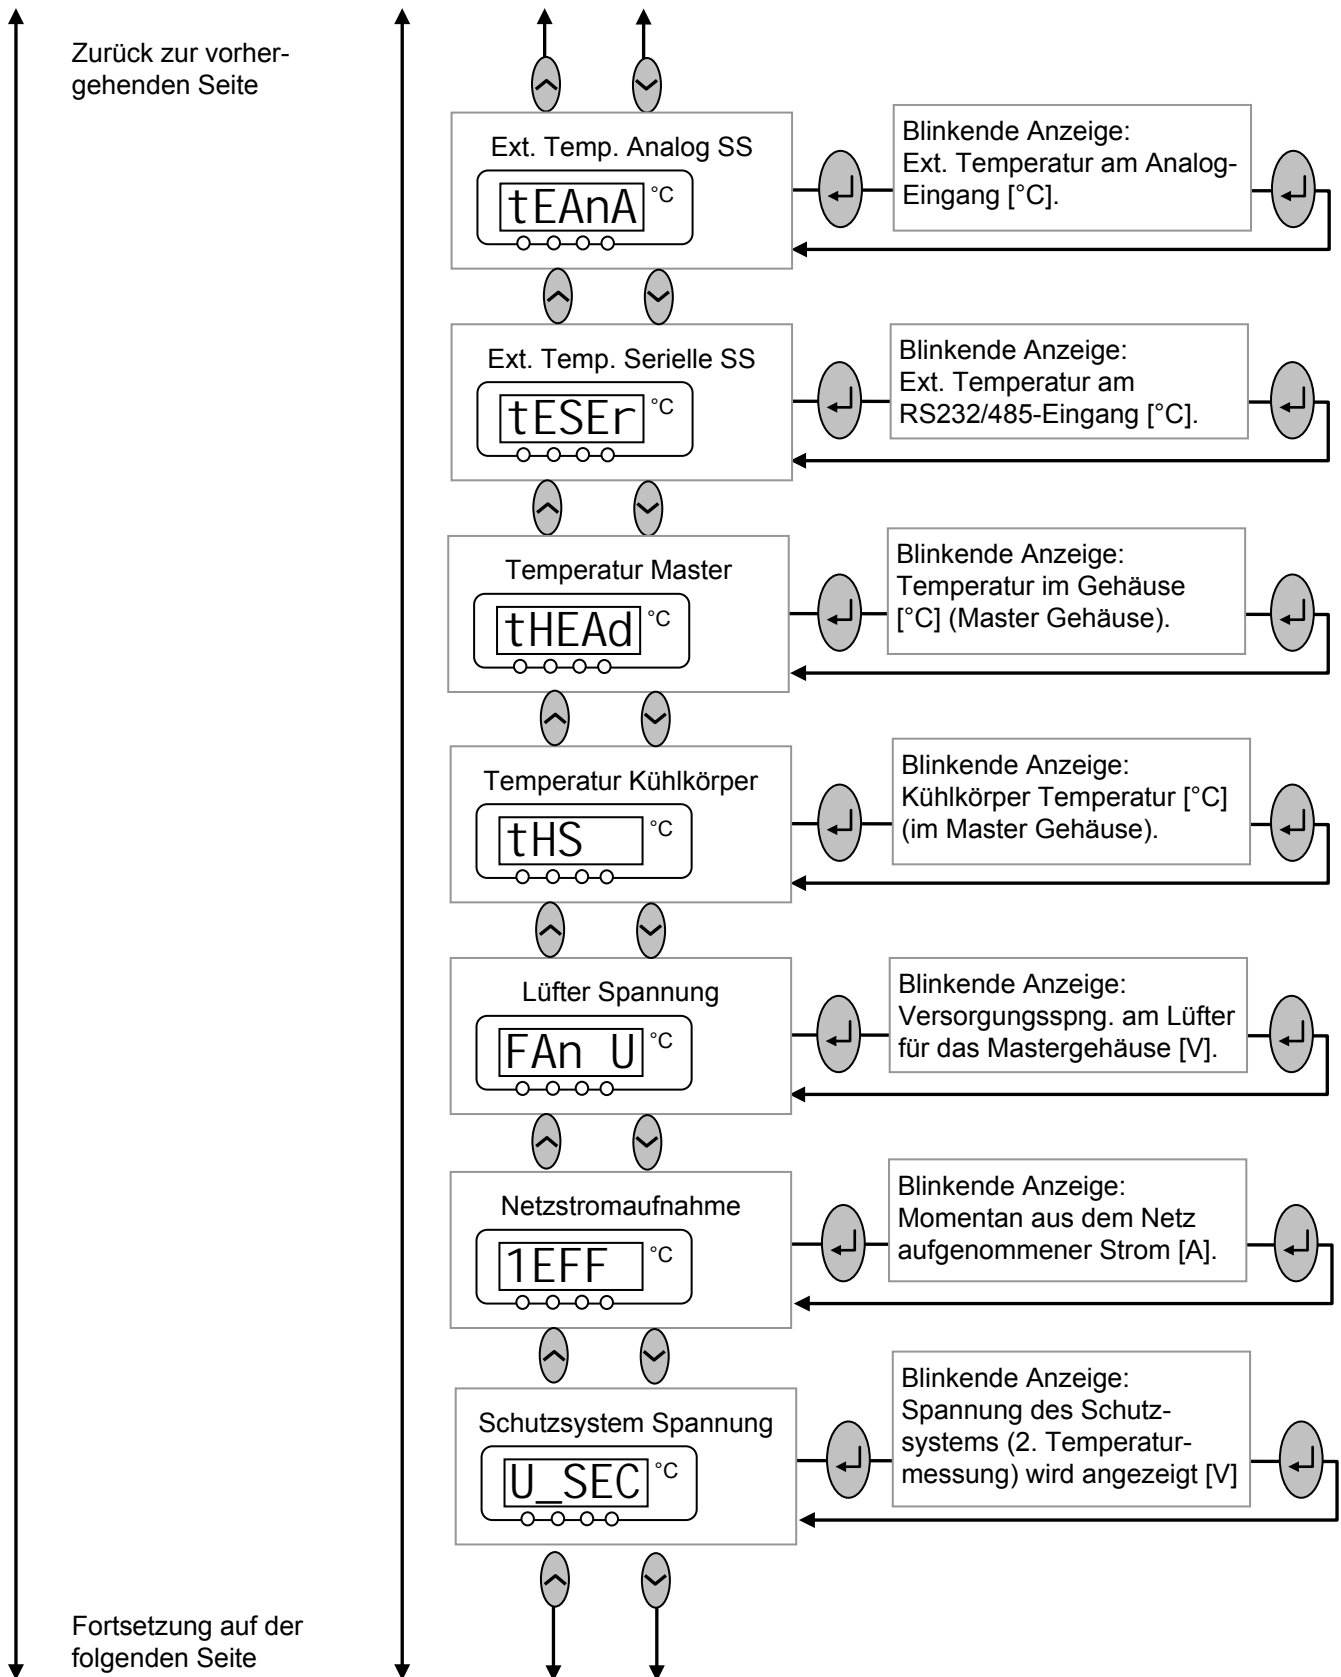 Zurück zur vorher-
gehenden Seite
Ext. Temp. Analog SS
tEAnA °C
Blinkende Anzeige:
Ext. Temperatur am Analog-
Eingang [°C].
Ext. Temp. Serielle SS
tESEr °C
Blinkende Anzeige:
Ext. Temperatur am
RS232/485-Eingang [°C].
Temperatur Master
tHEAd °C
Blinkende Anzeige:
Temperatur im Gehäuse
[°C] (Master Gehäuse).
Temperatur Kühlkörper
tHS °C
Blinkende Anzeige:
Kühlkörper Temperatur [°C]
(im Master Gehäuse).
Lüfter Spannung
FAn U °C
Blinkende Anzeige:
Versorgungsspng. am Lüfter
für das Mastergehäuse [V].
Netzstromaufnahme
1EFF °C
Blinkende Anzeige:
Momentan aus dem Netz
aufgenommener Strom [A].
Schutzsystem Spannung
U_SEC °C
Blinkende Anzeige:
Spannung des Schutz-
systems (2. Temperatur-
messung) wird angezeigt [V]
Fortsetzung auf der
folgenden Seite